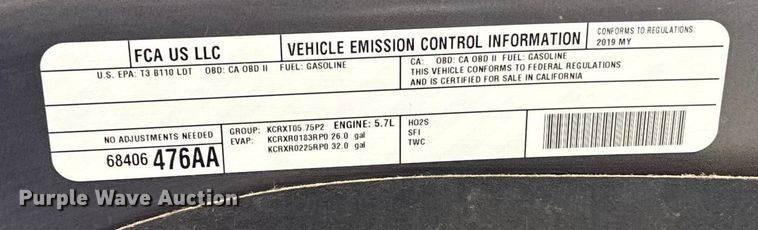 FCA US LLC
VEHICLE EMISSION CONTROL INFORMATION
CONFORMS TO REGULATIONS:
2019 MY
U.S. EPA: T3 B110 LDT OBD: CA OBD II FUEL: GASOLINE
CA: OBD: CA OBD II FUEL: GASOLINE
THIS VEHICLE CONFORMS TO FEDERAL REGULATIONS
AND IS CERTIFIED FOR SALE IN CALIFORNIA
NO ADJUSTMENTS NEEDED
68406 476AA
GROUP: KCRXT05.75P2 ENGINE: 5.7L
EVAP: KCRXR0183RP0 26.0 gal
KCRXR0225RP0 32.0 gal
HO2S
SFI
TWC
Purple Wave Auction